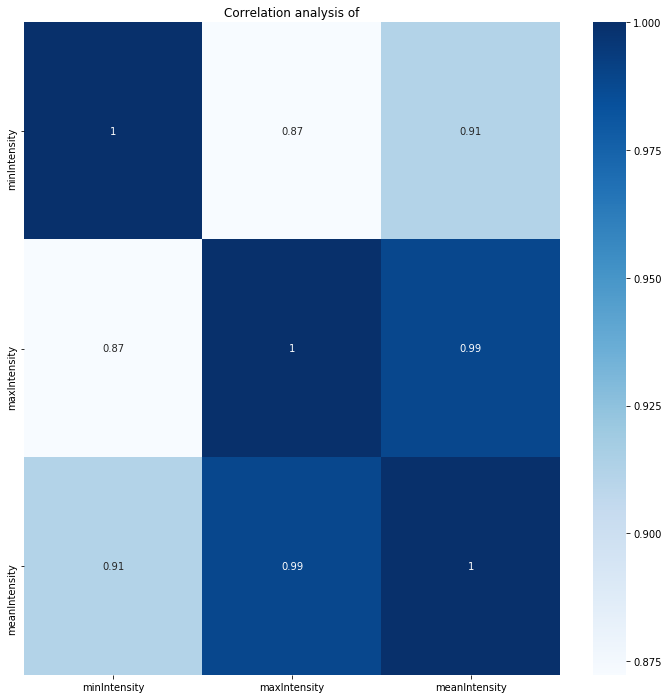 Correlation analysis of
minIntensity
1
0.87
0.91
maxIntensity
0.87
1
0.99
meanIntensity
0.91
0.99
1
minIntensity
maxIntensity
meanIntensity
1.000
0.975
0.950
0.925
0.900
0.875